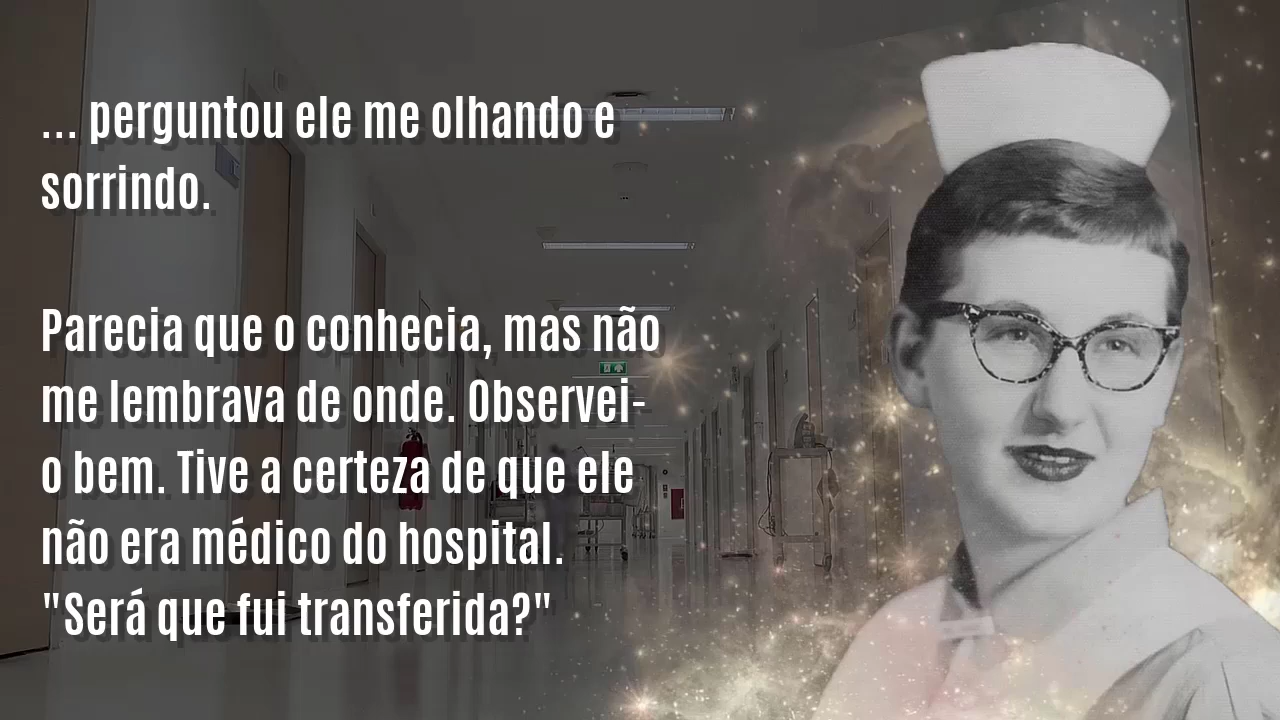 ... perguntou ele me olhando e
sorrindo.
Parecia que o conhecia, mas não
me lembrava de onde. Observei-
o bem. Tive a certeza de que ele
não era médico do hospital.
"Será que fui transferida?"